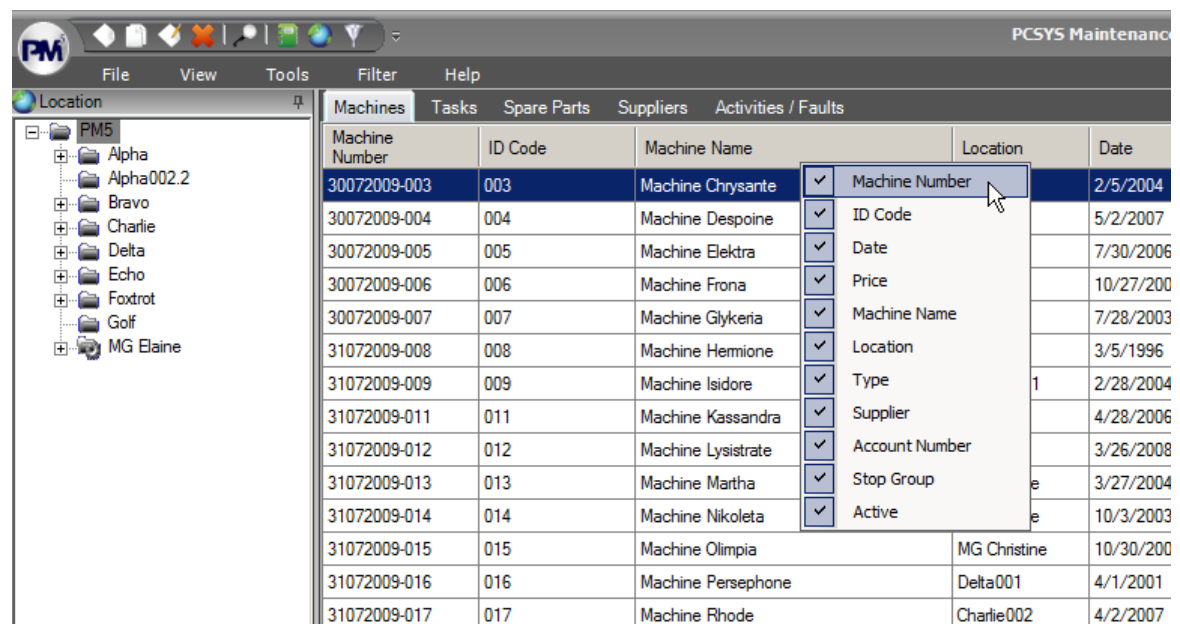 PCSYS Maintenance
PM
File View Tools Filter Help
Location
PM5
Alpha
Alpha002.2
Bravo
Charlie
Delta
Echo
Foxtrot
Golf
MG Elaine
Machines Tasks Spare Parts Suppliers Activities / Faults
Machine Number ID Code Machine Name Location Date
30072009-003 003 Machine Chrysante 2/5/2004
30072009-004 004 Machine Despoine 5/2/2007
30072009-005 005 Machine Elektra 7/30/2006
30072009-006 006 Machine Frona 10/27/200
30072009-007 007 Machine Glykeria 7/28/2003
31072009-008 008 Machine Hermione 3/5/1996
31072009-009 009 Machine Isidore 1 2/28/2004
31072009-011 011 Machine Kassandra 4/28/2006
31072009-012 012 Machine Lysistrate 3/26/2008
31072009-013 013 Machine Martha e 3/27/2004
31072009-014 014 Machine Nikoleta e 10/3/2003
31072009-015 015 Machine Olimpia MG Christine 10/30/200
31072009-016 016 Machine Persephone Delta001 4/1/2001
31072009-017 017 Machine Rhode Charlie002 4/2/2007
Machine Number
ID Code
Date
Price
Machine Name
Location
Type
Supplier
Account Number
Stop Group
Active